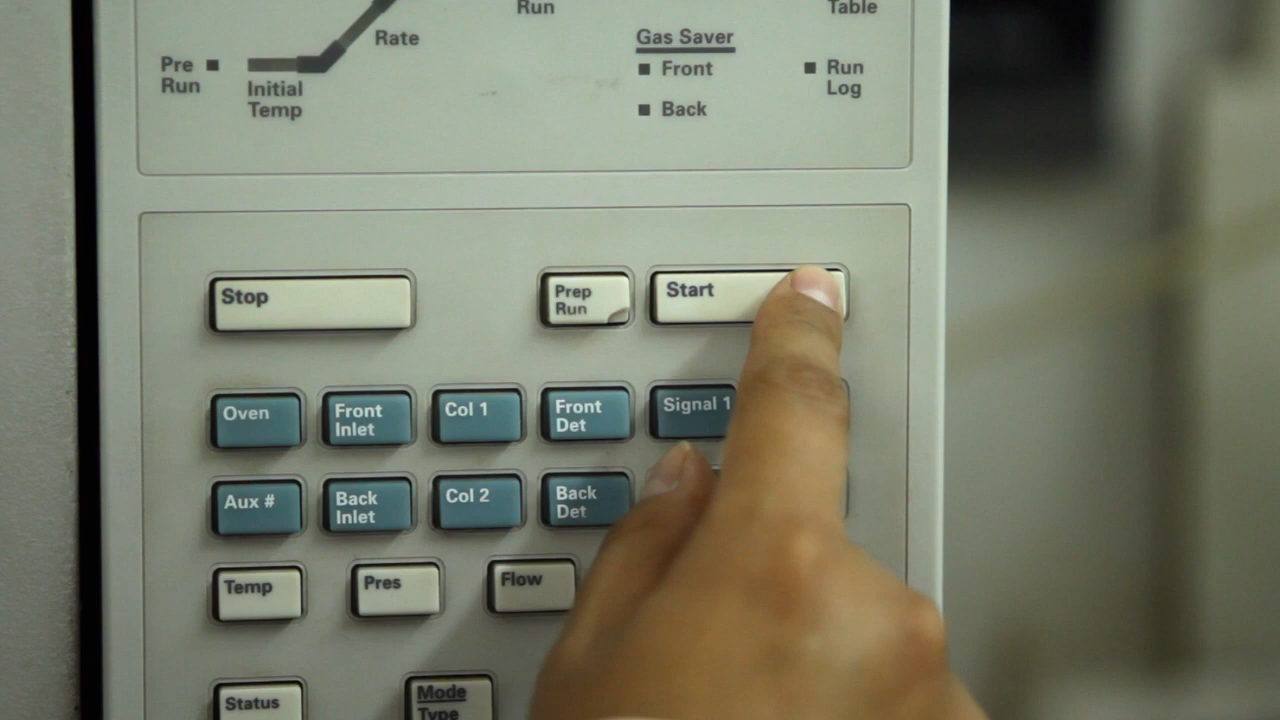 Run
Table
Rate
Gas Saver
Pre
Run
Front
Run
Log
Initial
Temp
Back
Stop
Prep
Run
Start
Oven
Front
Inlet
Col 1
Front
Det
Signal 1
Aux #
Back
Inlet
Col 2
Back
Det
Temp
Pres
Flow
Status
Mode
Type